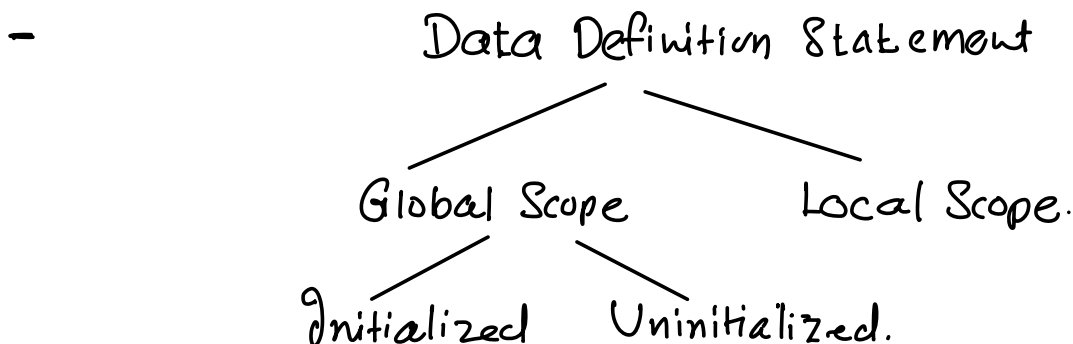 - Data Definition Statement
Global Scope Local Scope.
Initialized Uninitialized.